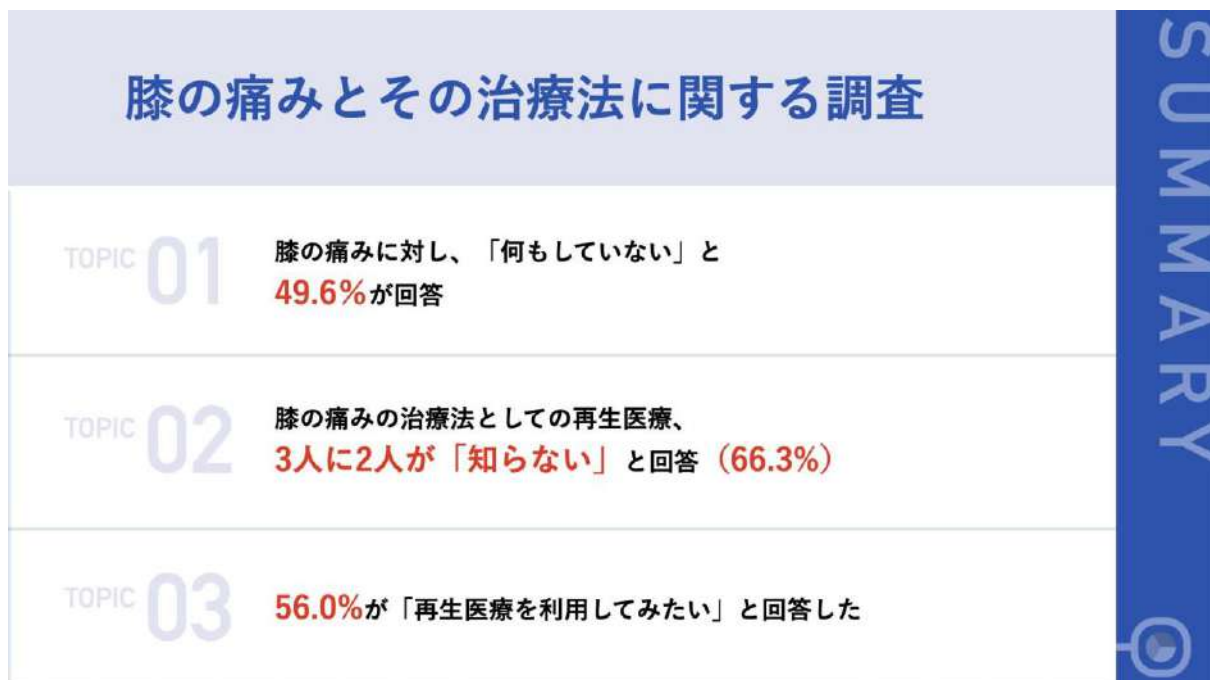 膝の痛みとその治療法に関する調査
TOPIC 01
膝の痛みに対し、「何もしていない」と
49.6%が回答
TOPIC 02
膝の痛みの治療法としての再生医療、
3人に2人が「知らない」と回答（66.3%）
TOPIC 03
56.0%が「再生医療を利用してみたい」と回答した
SUMMARY